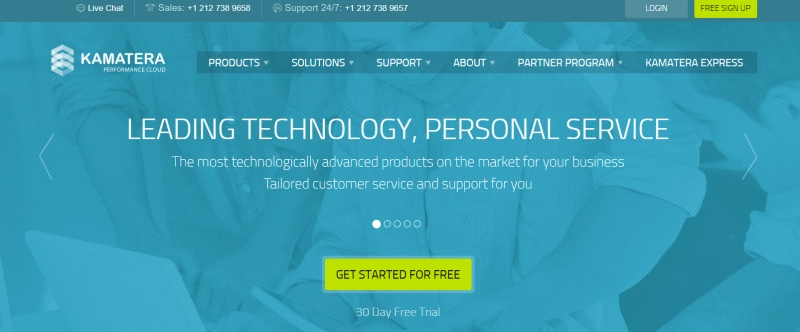 Live Chat
Sales: +1 212 738 9658
Support 24/7: +1 212 738 9657
LOGIN
FREE SIGN UP
KAMATERA
PERFORMANCE CLOUD
PRODUCTS
SOLUTIONS
SUPPORT
ABOUT
PARTNER PROGRAM
KAMATERA EXPRESS
LEADING TECHNOLOGY, PERSONAL SERVICE
The most technologically advanced products on the market for your business
Tailored customer service and support for you
GET STARTED FOR FREE
30 Day Free Trial